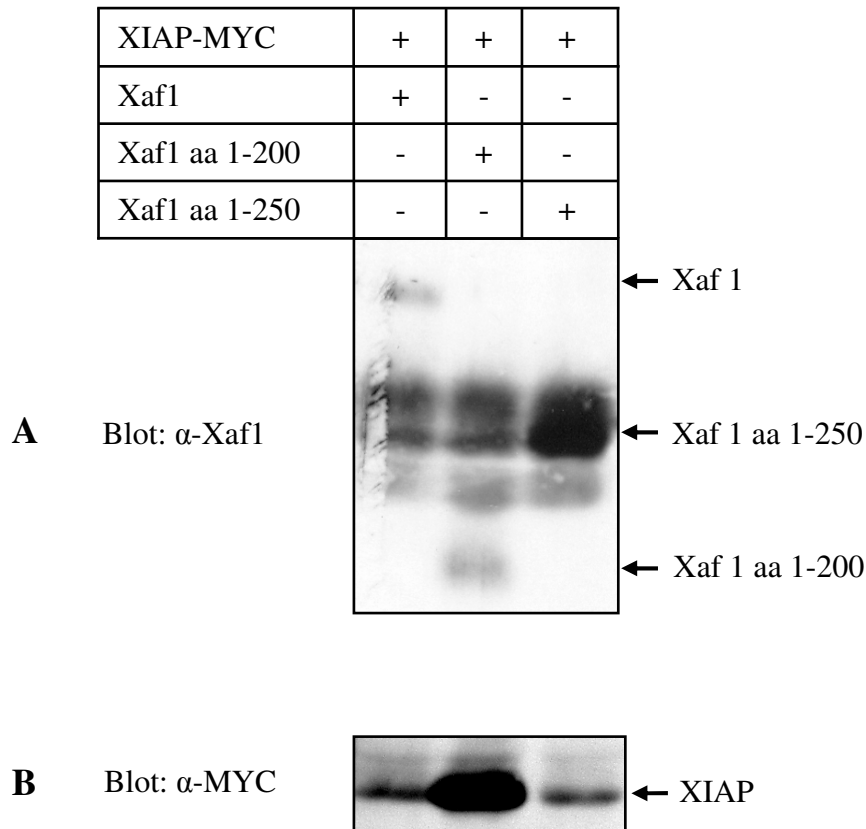 XIAP-MYC + + +
Xaf1 + - -
Xaf1 aa 1-200 - + -
Xaf1 aa 1-250 - - +
Xaf 1
A Blot: α-Xaf1 Xaf 1 aa 1-250
Xaf 1 aa 1-200
B Blot: α-MYC XIAP